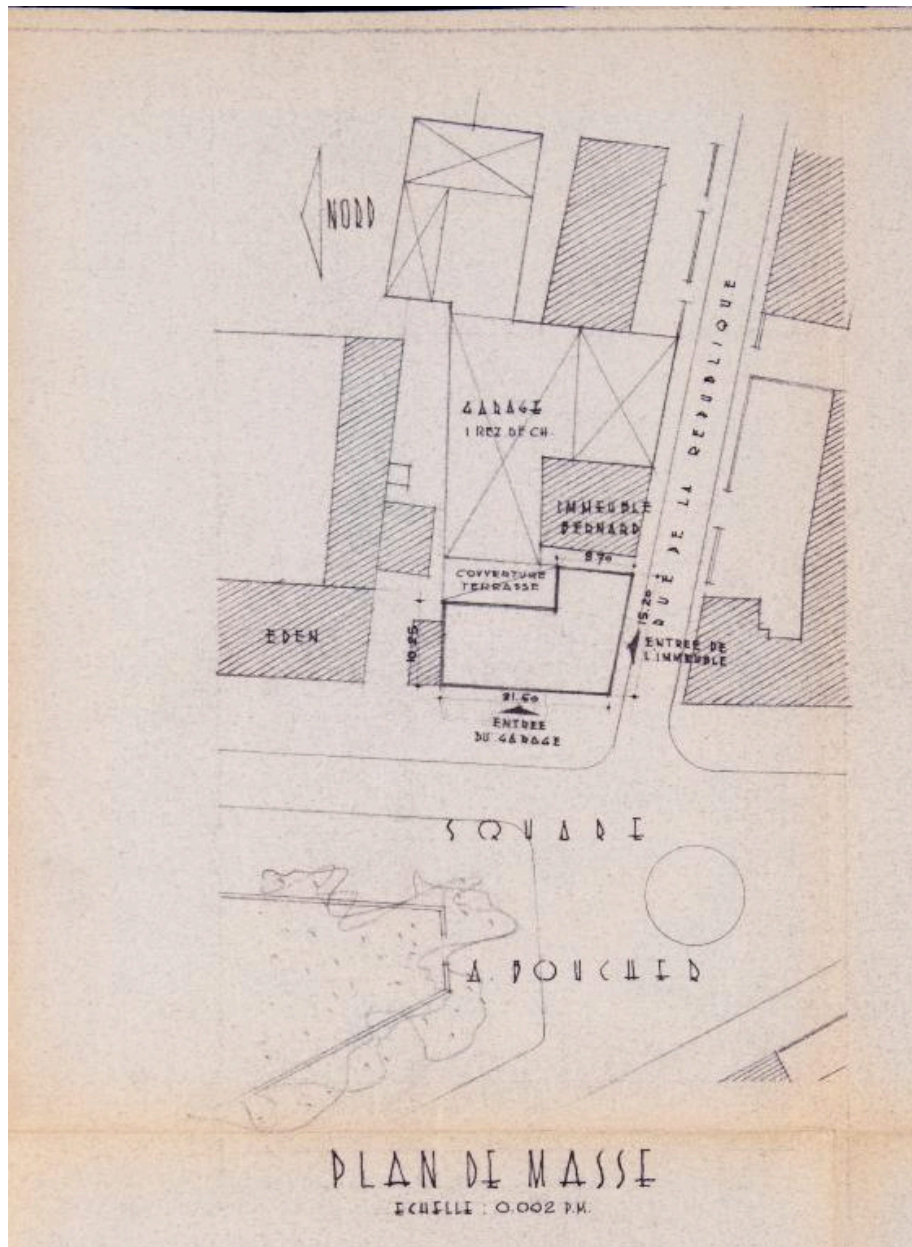 NORD
RUE DE LA REPUBLIQUE
GARAGE
1 REZ DE CH.
IMMEUBLE
BERNARD
8.70
COUVERTURE
TERRASSE
15.20
10.25
EDEN
ENTREE DE
L'IMMEUBLE
21.60
ENTREE
DU GARAGE
SQUARE
A. BOUCHER
PLAN DE MASSE
ECHELLE : 0.002 P.M.